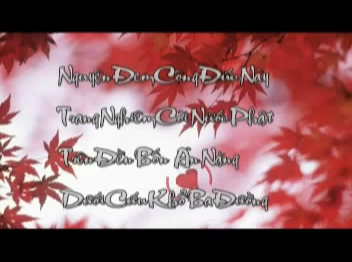 Nguyện Đem Công Đức Này
Trang Nghiêm Cõi Nước Phật
Trên Đền Bốn Ân Nặng
Dưới Cứu Khổ Ba Đường